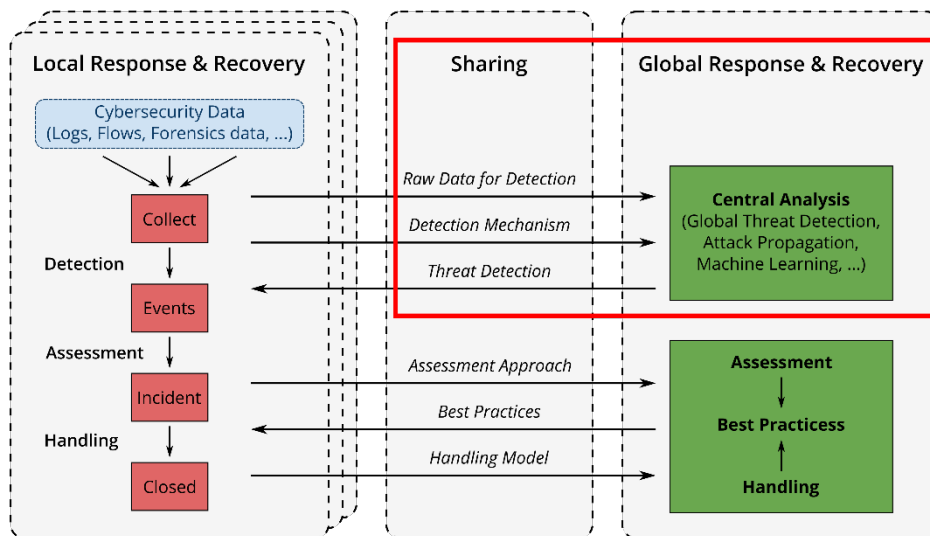 Local Response & Recovery
Cybersecurity Data
(Logs, Flows, Forensics data, ...)
Collect
Detection
Events
Assessment
Incident
Handling
Closed
Sharing
Raw Data for Detection
Detection Mechanism
Threat Detection
Assessment Approach
Best Practices
Handling Model
Global Response & Recovery
Central Analysis
(Global Threat Detection,
Attack Propagation,
Machine Learning, ...)
Assessment
Best Practicess
Handling